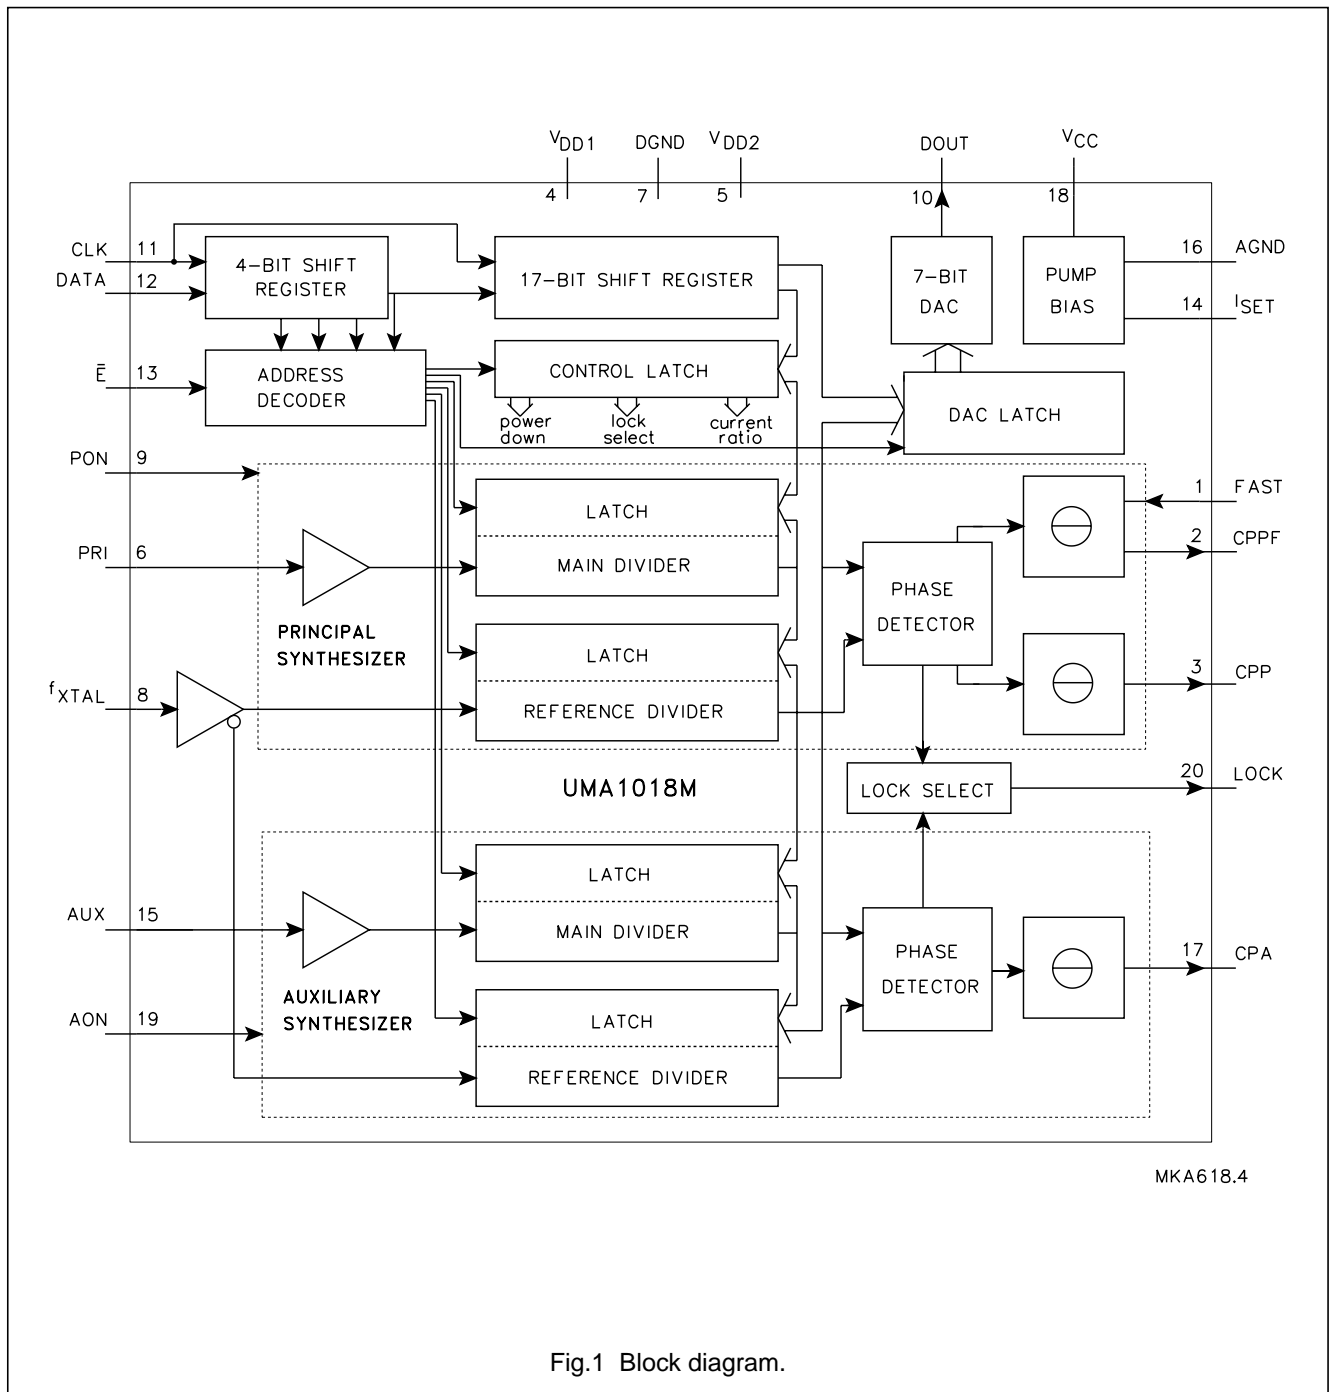 V DD1
DGND
V DD2
DOUT
VCC
4
7
5
10
18
CLK 11
DATA 12
4-BIT SHIFT
REGISTER
17-BIT SHIFT REGISTER
7-BIT
DAC
PUMP
BIAS
16 AGND
14 ISET
Ē 13
ADDRESS
DECODER
CONTROL LATCH
power
down
lock
select
current
ratio
DAC LATCH
PON 9
PRI 6
LATCH
MAIN DIVIDER
PRINCIPAL
SYNTHESIZER
LATCH
REFERENCE DIVIDER
PHASE
DETECTOR
1 FAST
2 CPPF
3 CPP
fXTAL 8
UMA1018M
LOCK SELECT
20 LOCK
AUX 15
LATCH
MAIN DIVIDER
AUXILIARY
SYNTHESIZER
AON 19
LATCH
REFERENCE DIVIDER
PHASE
DETECTOR
17 CPA
MKA618.4
Fig.1 Block diagram.